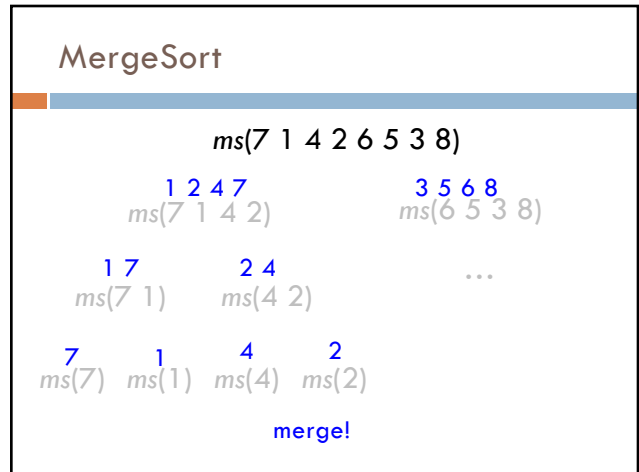 MergeSort
ms(7 1 4 2 6 5 3 8)
1 2 4 7 3 5 6 8
ms(7 1 4 2) ms(6 5 3 8)
1 7 2 4
ms(7 1) ms(4 2) ...
7 1 4 2
ms(7) ms(1) ms(4) ms(2)
merge!